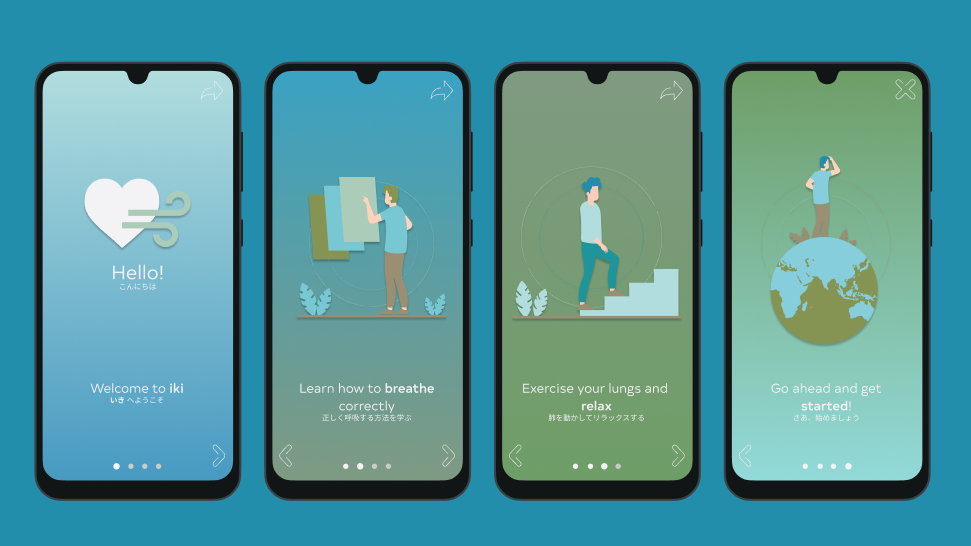 Hello!
こんにちは
Welcome to iki
いき へようこそ
Learn how to breathe
correctly
正しく呼吸する方法を学ぶ
Exercise your lungs and
relax
肺を動かしてリラックスする
Go ahead and get
started!
さあ、始めましょう